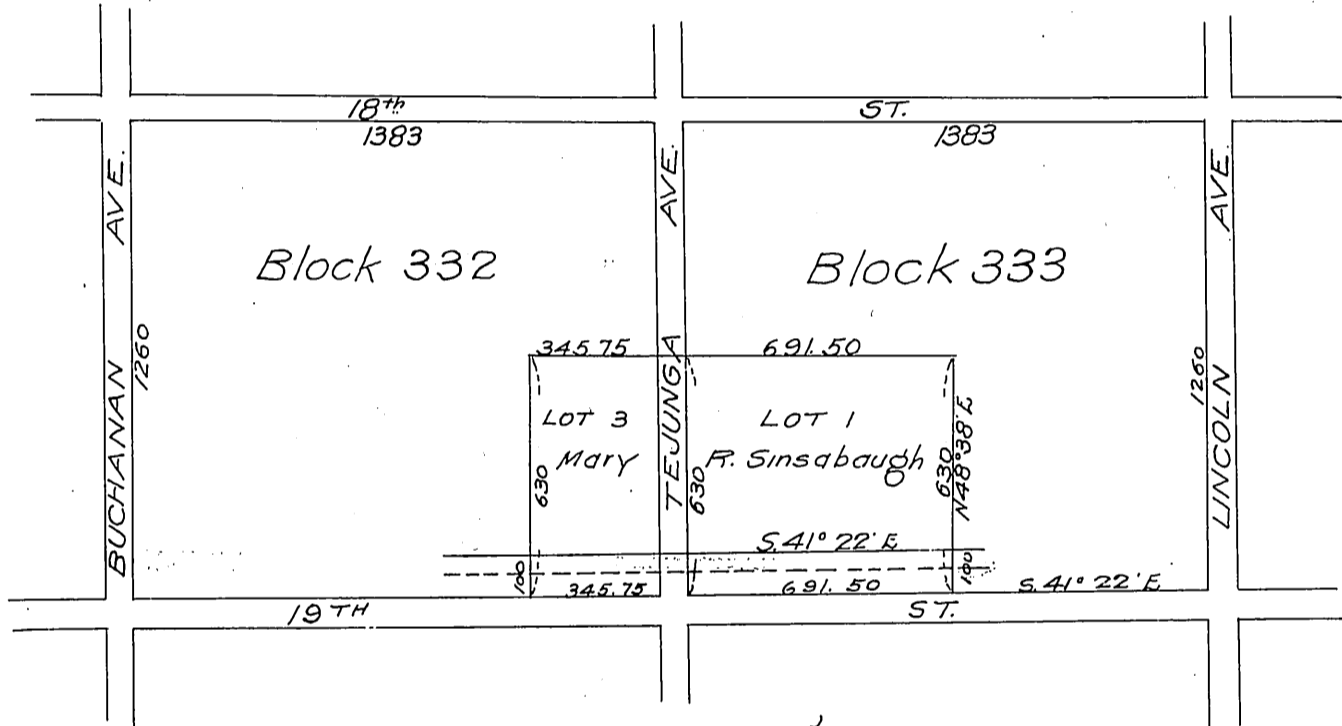 18th ST.
1383
1383
BUCHANAN AVE.
TEJUNGA AVE.
LINCOLN AVE.
Block 332
Block 333
1260
1260
345.75
691.50
LOT 3
LOT 1
Mary R. Sinsabaugh
630
630
630
N48°38'E
S.41°22'E
100
345.75
691.50
100
S.41°22'E
19TH ST.